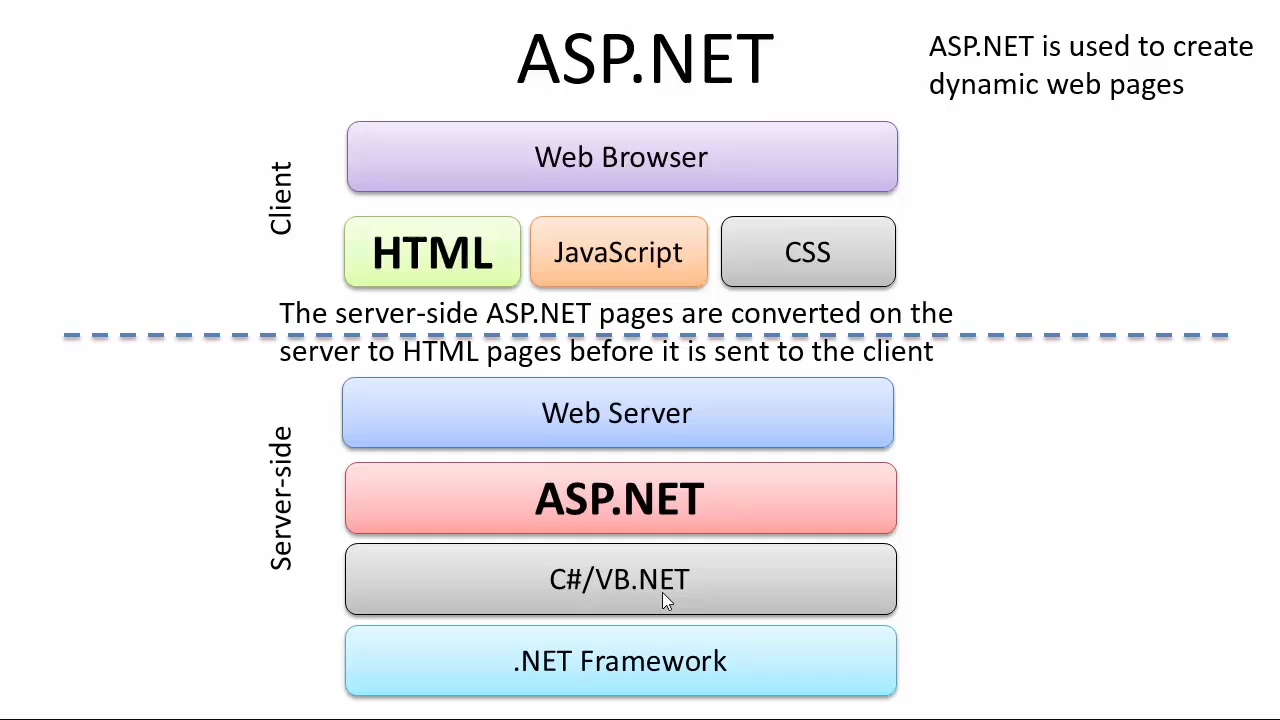 ASP.NET
ASP.NET is used to create
dynamic web pages
Client
Web Browser
HTML
JavaScript
CSS
The server-side ASP.NET pages are converted on the
server to HTML pages before it is sent to the client
Server-side
Web Server
ASP.NET
C#/VB.NET
.NET Framework